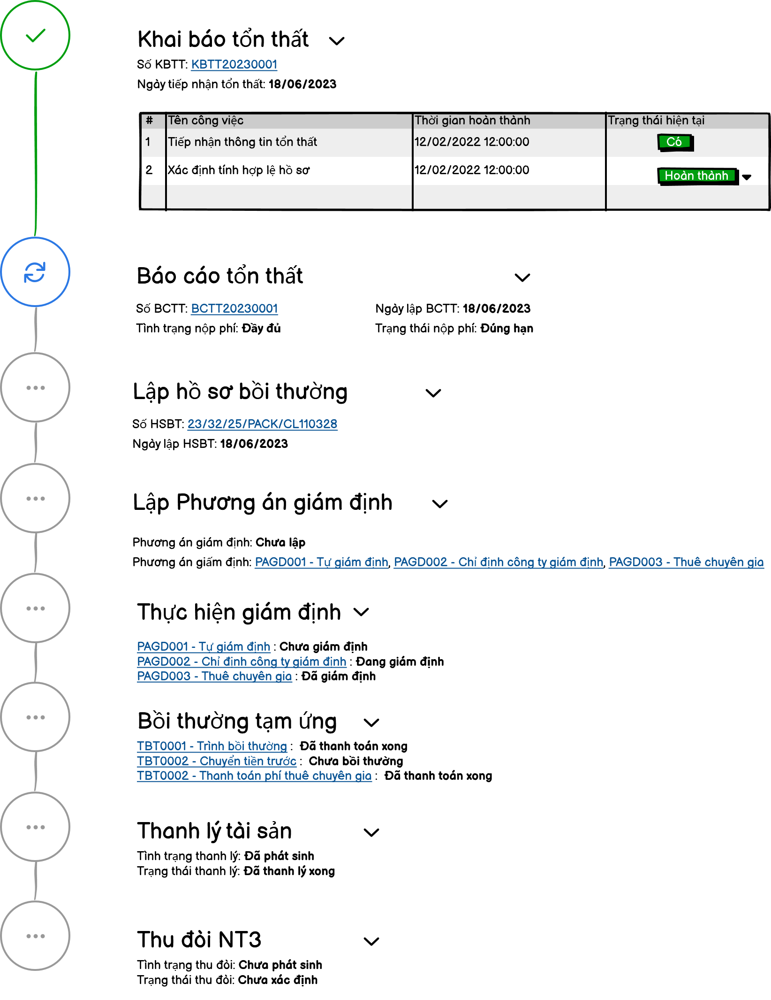 Khai báo tổn thất
Số KBTT: KBTT20230001
Ngày tiếp nhận tổn thất: 18/06/2023
# Tên công việc Thời gian hoàn thành Trạng thái hiện tại
1 Tiếp nhận thông tin tổn thất 12/02/2022 12:00:00 Có
2 Xác định tính hợp lệ hồ sơ 12/02/2022 12:00:00 Hoàn thành
Báo cáo tổn thất
Số BCTT: BCTT20230001 Ngày lập BCTT: 18/06/2023
Tình trạng nộp phí: Đầy đủ Trạng thái nộp phí: Đúng hạn
Lập hồ sơ bồi thường
Số HSBT: 23/32/25/PACK/CL110328
Ngày lập HSBT: 18/06/2023
Lập Phương án giám định
Phương án giám định: Chưa lập
Phương án giấm định: PAGD001 - Tự giám định, PAGD002 - Chỉ định công ty giám định, PAGD003 - Thuê chuyên gia
Thực hiện giám định
PAGD001 - Tự giám định : Chưa giám định
PAGD002 - Chỉ định công ty giám định : Đang giám định
PAGD003 - Thuê chuyên gia : Đã giám định
Bồi thường tạm ứng
TBT0001 - Trình bồi thường : Đã thanh toán xong
TBT0002 - Chuyển tiền trước : Chưa bồi thường
TBT0002 - Thanh toán phí thuê chuyên gia : Đã thanh toán xong
Thanh lý tài sản
Tình trạng thanh lý: Đã phát sinh
Trạng thái thanh lý: Đã thanh lý xong
Thu đòi NT3
Tình trạng thu đòi: Chưa phát sinh
Trạng thái thu đòi: Chưa xác định